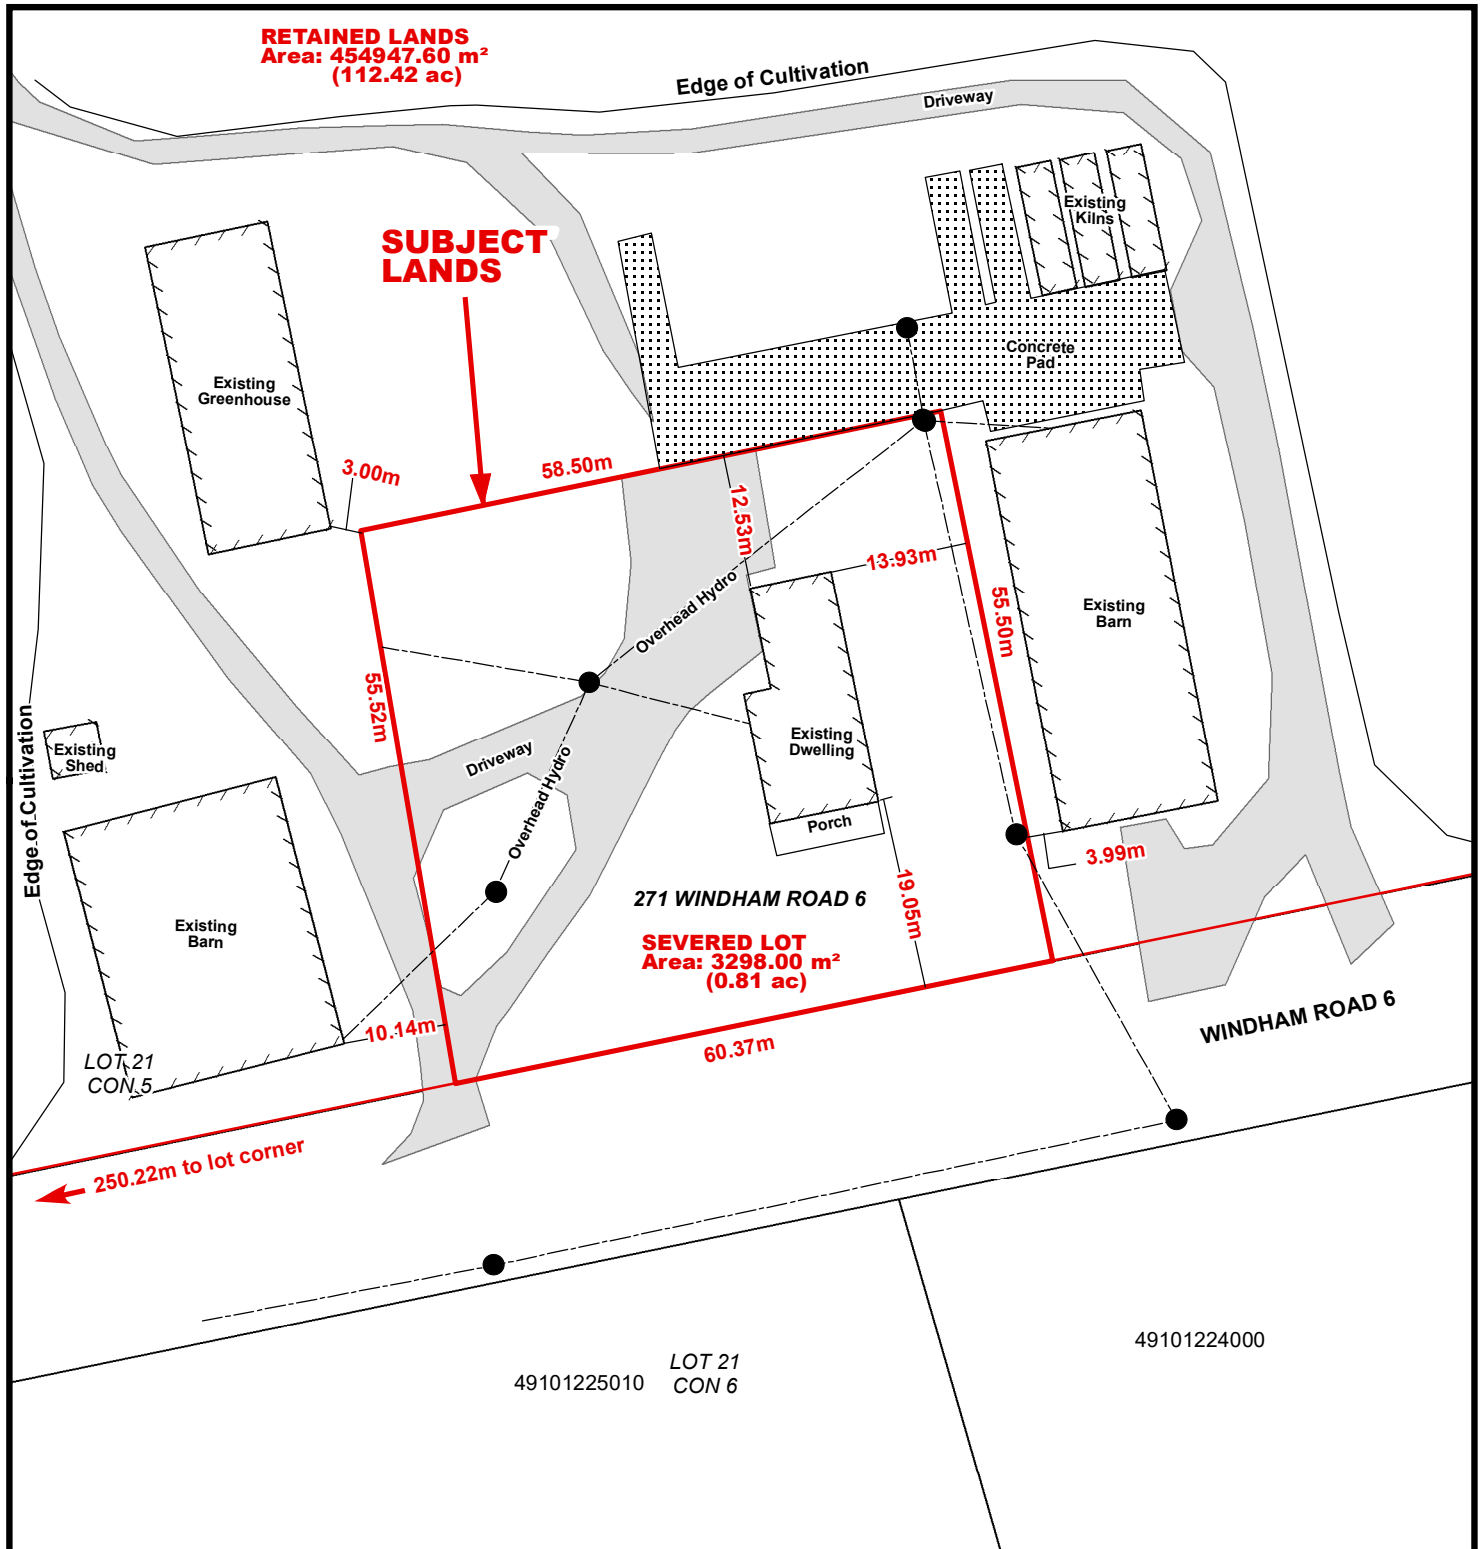 RETAINED LANDS
Area: 454947.60 m²
(112.42 ac)
Edge of Cultivation
Driveway
Existing
Kilns
SUBJECT
LANDS
Concrete
Pad
Existing
Greenhouse
3.00m
58.50m
12.53m
13.93m
Overhead Hydro
55.50m
Existing
Barn
55.52m
Edge of Cultivation
Existing
Shed
Driveway
Overhead Hydro
Existing
Dwelling
Porch
3.99m
19.05m
271 WINDHAM ROAD 6
SEVERED LOT
Area: 3298.00 m²
(0.81 ac)
Existing
Barn
10.14m
60.37m
WINDHAM ROAD 6
LOT 21
CON 5
250.22m to lot corner
49101225010
LOT 21
CON 6
49101224000